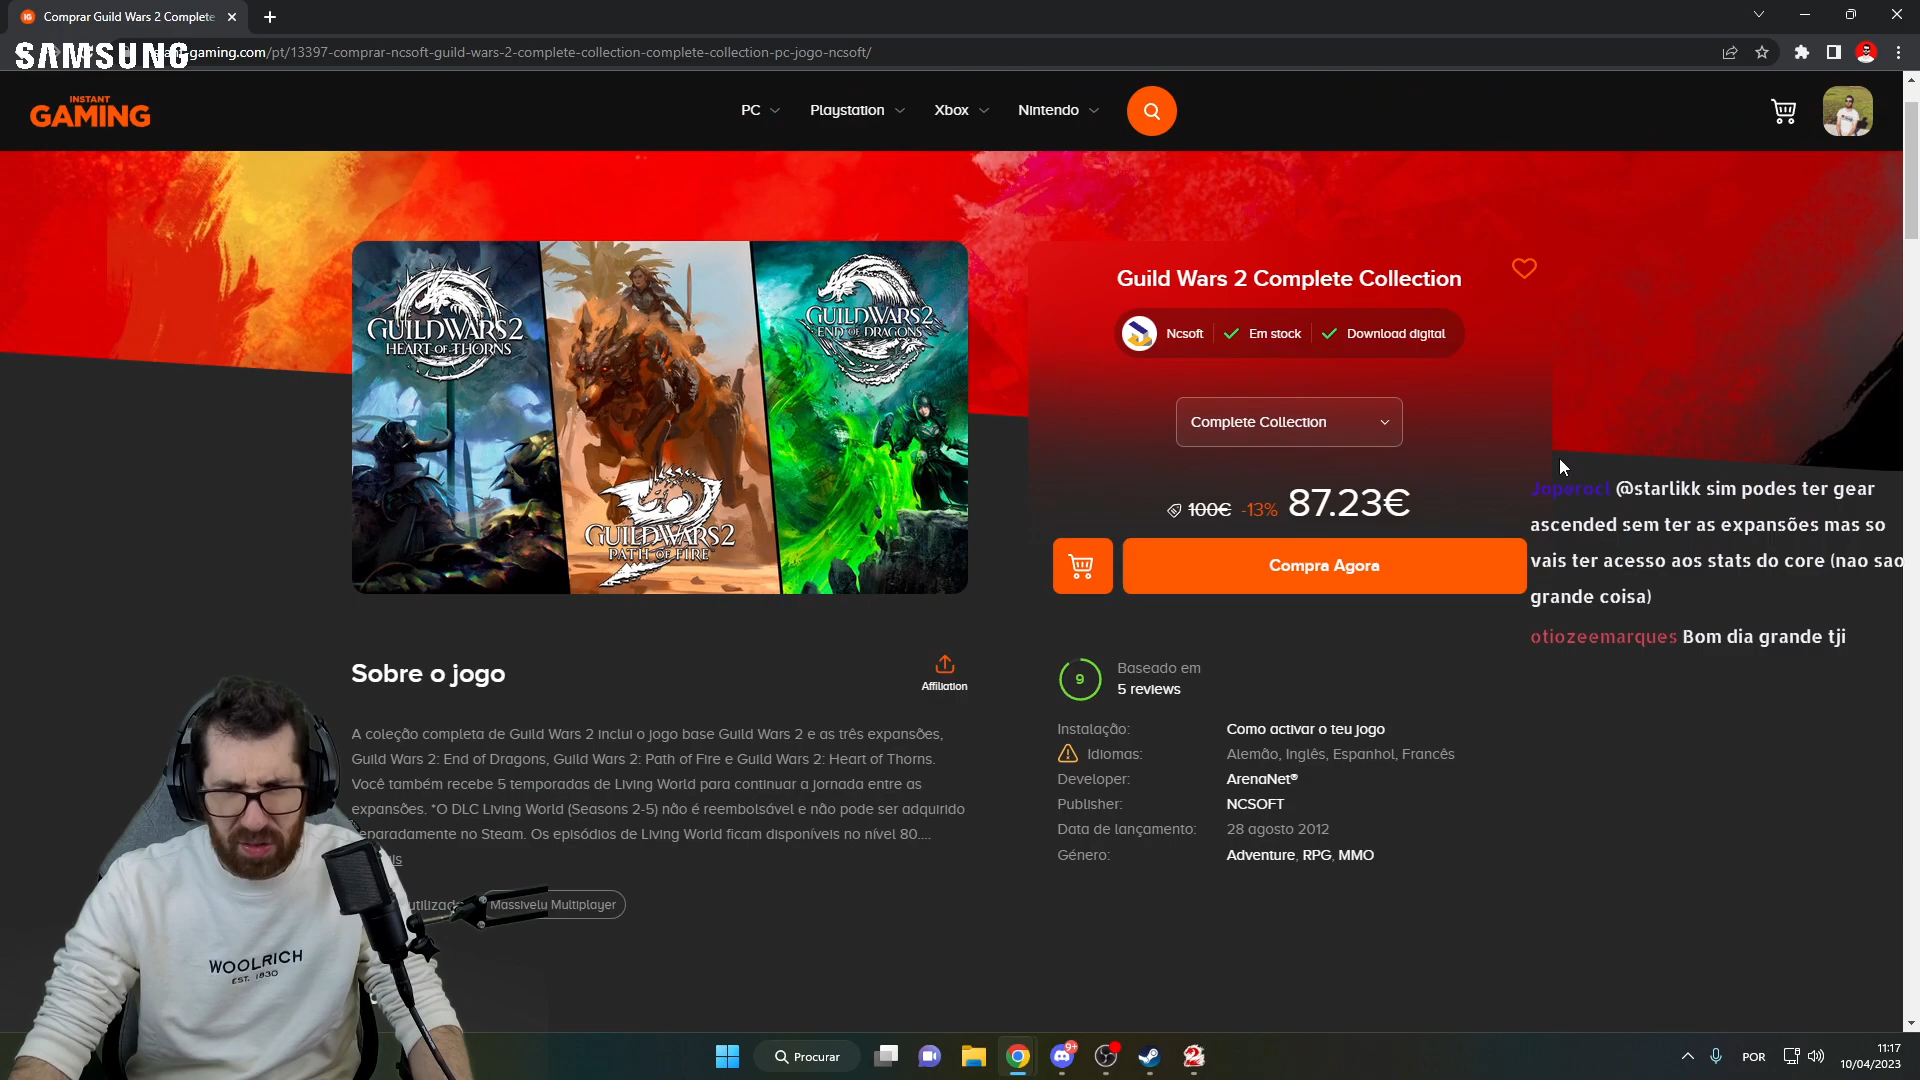 Comprar Guild Wars 2 Complete
SAMSUNG
-gaming.com/pt/13397-comprar-ncsoft-guild-wars-2-complete-collection-complete-collection-pc-jogo-ncsoft/
INSTANT
GAMING
PC
Playstation
Xbox
Nintendo
GUILD WARS 2
HEART OF THORNS
GUILD WARS 2
PATH OF FIRE
GUILD WARS 2
END OF DRAGONS
Guild Wars 2 Complete Collection
Ncsoft
Em stock
Download digital
Complete Collection
100€ -13% 87.23€
Compra Agora
Joperocl @starlikk sim podes ter gear
ascended sem ter as expansões mas so
vais ter acesso aos stats do core (nao sao
grande coisa)
otiozeemarques Bom dia grande tji
Sobre o jogo
Affiliation
A coleção completa de Guild Wars 2 inclui o jogo base Guild Wars 2 e as três expansões,
Guild Wars 2: End of Dragons, Guild Wars 2: Path of Fire e Guild Wars 2: Heart of Thorns.
Você também recebe 5 temporadas de Living World para continuar a jornada entre as
expansões. *O DLC Living World (Seasons 2-5) não é reembolsável e não pode ser adquirido
eparadamente no Steam. Os episódios de Living World ficam disponíveis no nível 80....
Massively Multiplayer
9
Baseado em
5 reviews
Instalação: Como activar o teu jogo
Idiomas: Alemão, Inglês, Espanhol, Francês
Developer: ArenaNet®
Publisher: NCSOFT
Data de lançamento: 28 agosto 2012
Género: Adventure, RPG, MMO
WOOLRICH
EST. 1830
Procurar
9+
POR
11:17
10/04/2023